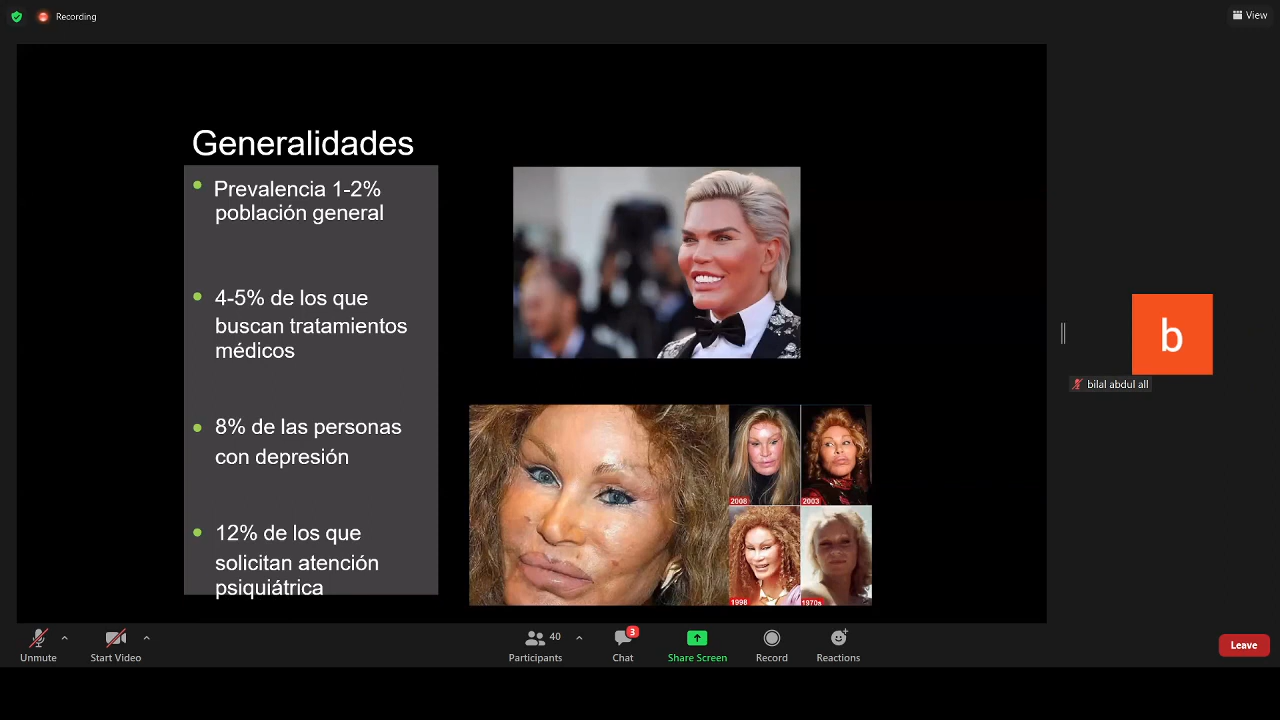 Recording
View
Generalidades
Prevalencia 1-2%
población general
4-5% de los que
buscan tratamientos
médicos
8% de las personas
con depresión
12% de los que
solicitan atención
psiquiátrica
2008
2003
1998
1970s
b
bilal abdul all
Unmute
Start Video
40
Participants
3
Chat
Share Screen
Record
Reactions
Leave